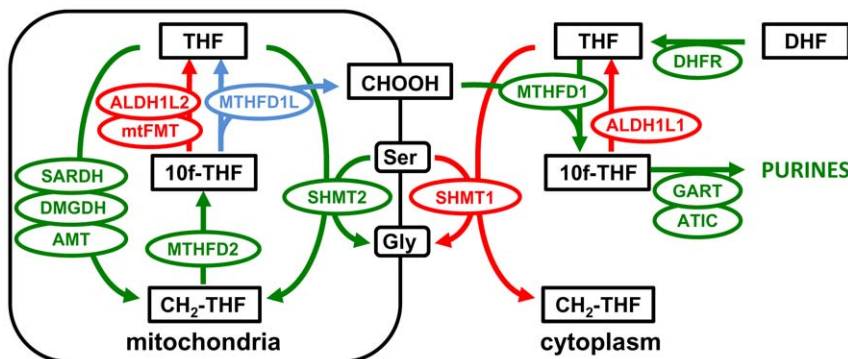 THF
THF
DHF
DHFR
CHOOH
MTHFD1
ALDH1L2
MTHFD1L
mtFMT
ALDH1L1
Ser
10f-THF
10f-THF
PURINES
SARDH
GART
DMGDH
SHMT2
SHMT1
ATIC
AMT
MTHFD2
Gly
CH₂-THF
CH₂-THF
mitochondria
cytoplasm